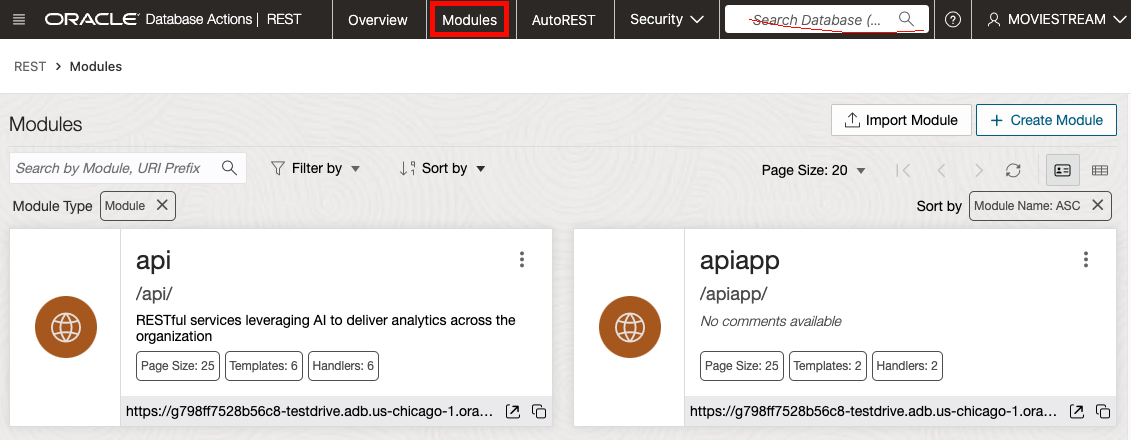 ORACLE Database Actions | REST Overview Modules AutoREST Security Search Database (... MOVIESTREAM
REST > Modules
Modules Import Module + Create Module
Search by Module, URI Prefix Filter by Sort by Page Size: 20
Module Type Module Sort by Module Name: ASC
api
/api/
RESTful services leveraging AI to deliver analytics across the
organization
Page Size: 25 Templates: 6 Handlers: 6
https://g798ff7528b56c8-testdrive.adb.us-chicago-1.ora...
apiapp
/apiapp/
No comments available
Page Size: 25 Templates: 2 Handlers: 2
https://g798ff7528b56c8-testdrive.adb.us-chicago-1.ora...